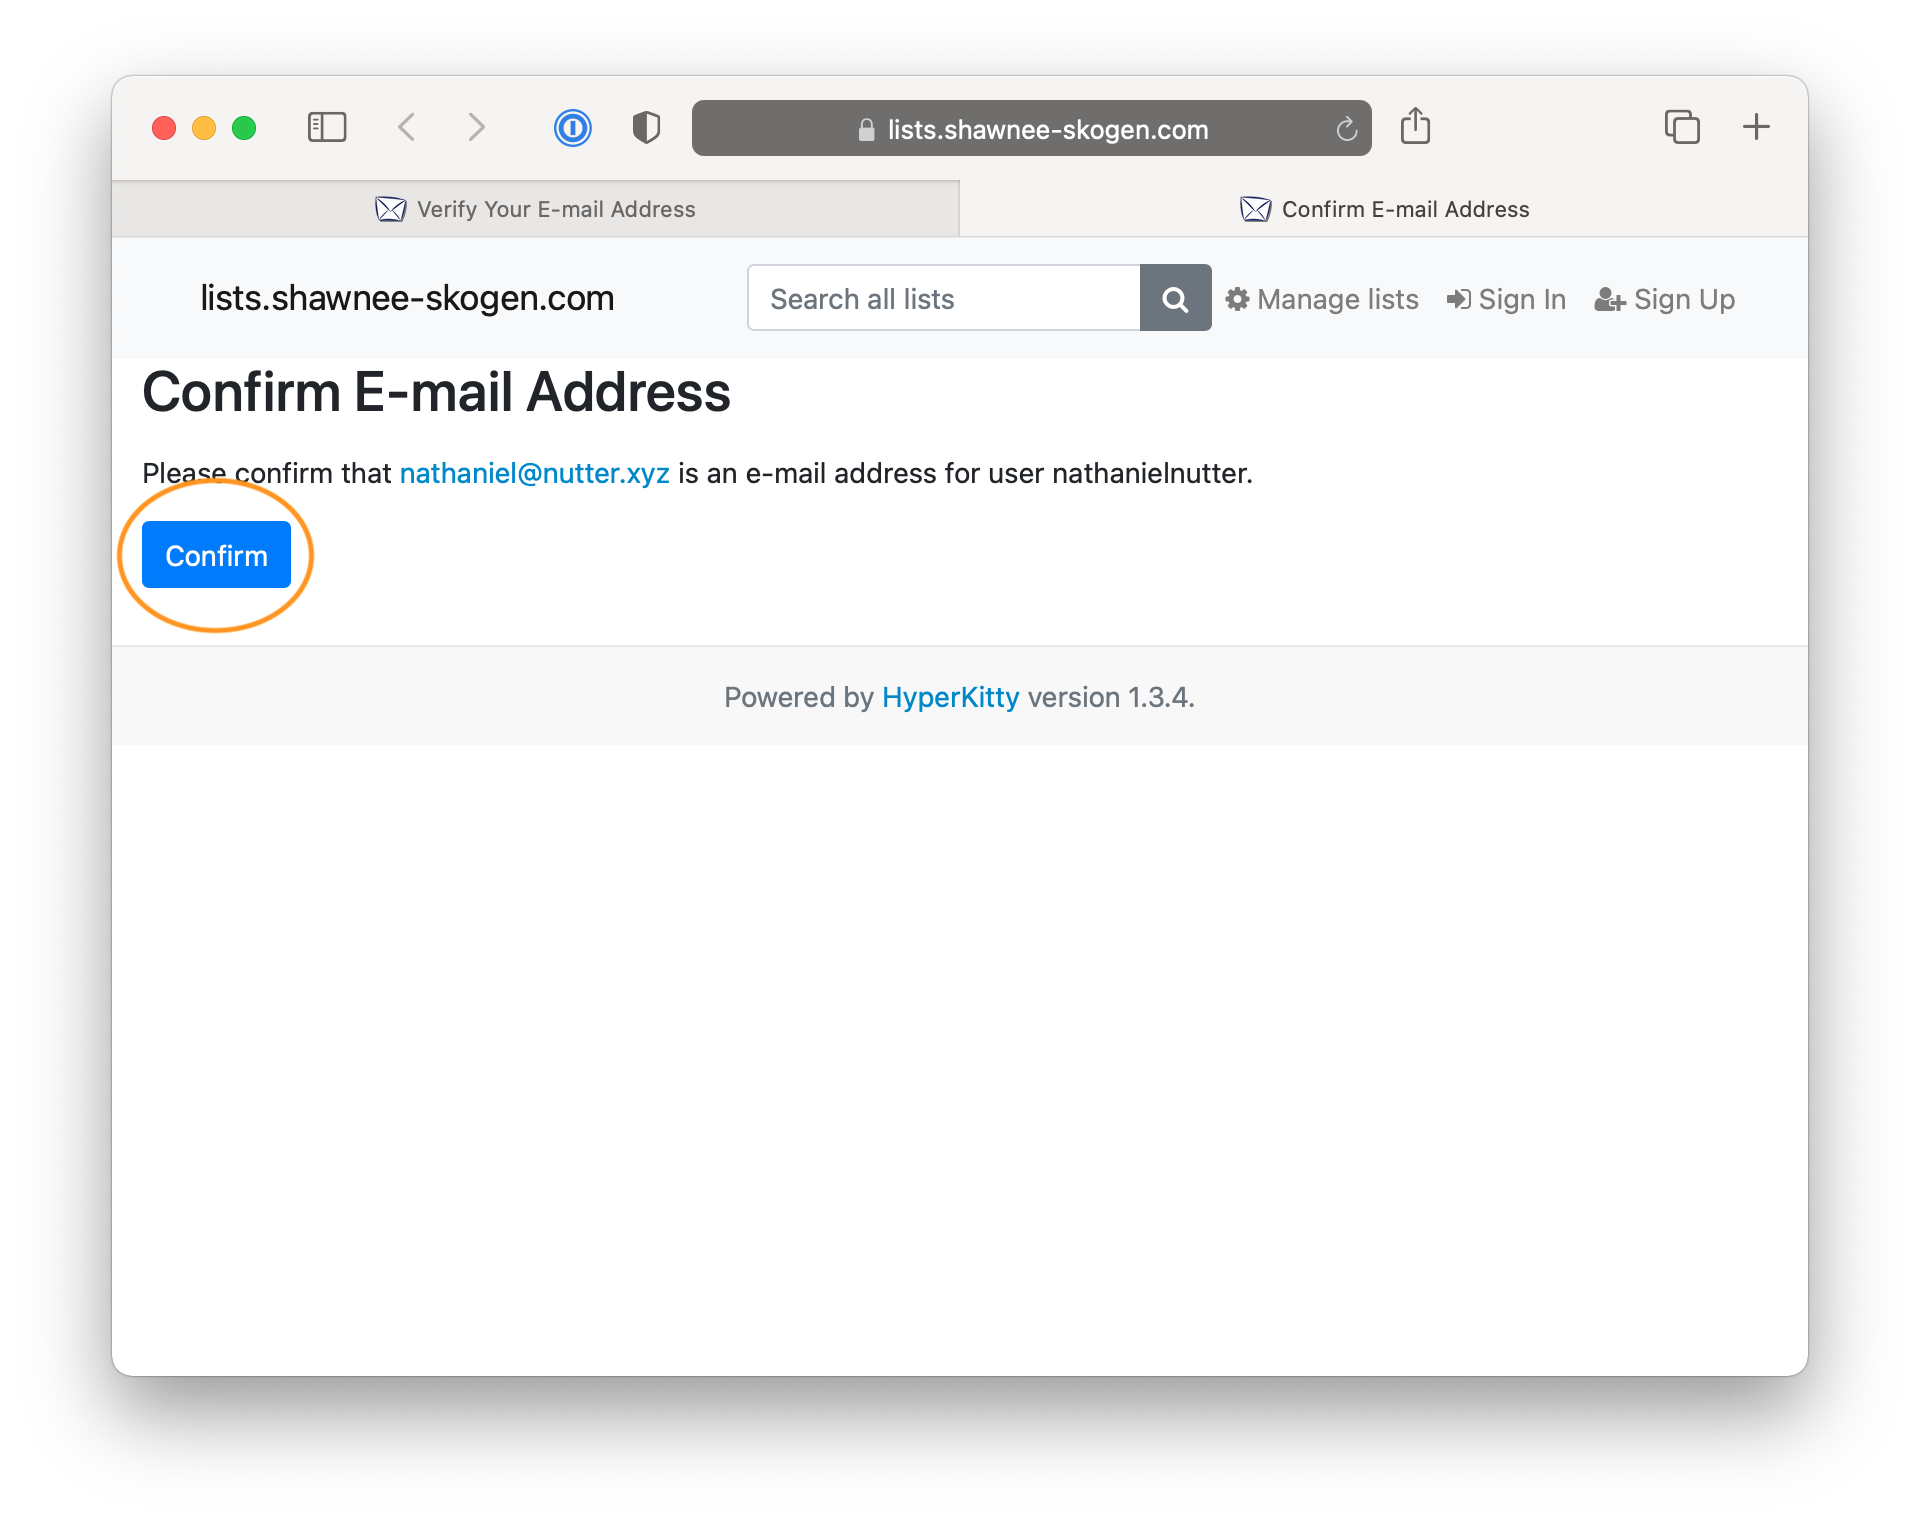 lists.shawnee-skogen.com
Verify Your E-mail Address
Confirm E-mail Address
lists.shawnee-skogen.com
Search all lists
Manage lists
Sign In
Sign Up
Confirm E-mail Address
Please confirm that nathaniel@nutter.xyz is an e-mail address for user nathanielnutter.
Confirm
Powered by HyperKitty version 1.3.4.